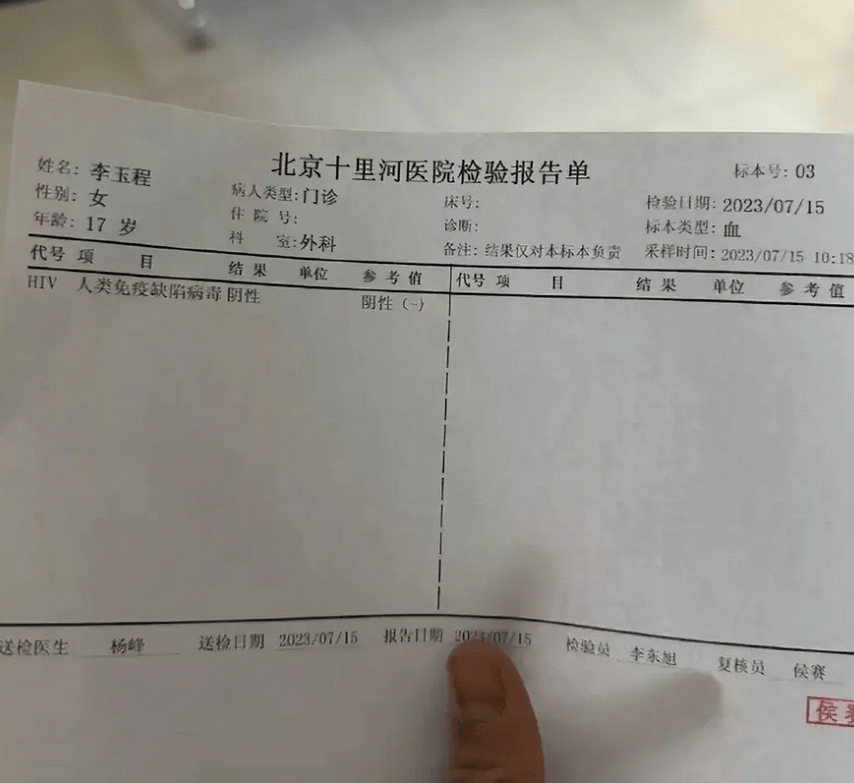 北京十里河医院检验报告单
标本号: 03
姓名: 李玉程
性别: 女
病人类型: 门诊
床号:
检验日期: 2023/07/15
年龄: 17 岁
住院号:
诊断:
标本类型: 血
科 室: 外科
备注: 结果仅对本标本负责
采样时间: 2023/07/15 10:18
代号 项 目 结果 单位 参考值 代号 项 目 结果 单位 参考值
HIV 人类免疫缺陷病毒 阴性 阴性 (-)
送检医生 杨峰 送检日期 2023/07/15 报告日期 2023/07/15 检验员 李东旭 复核员 侯赛
侯赛